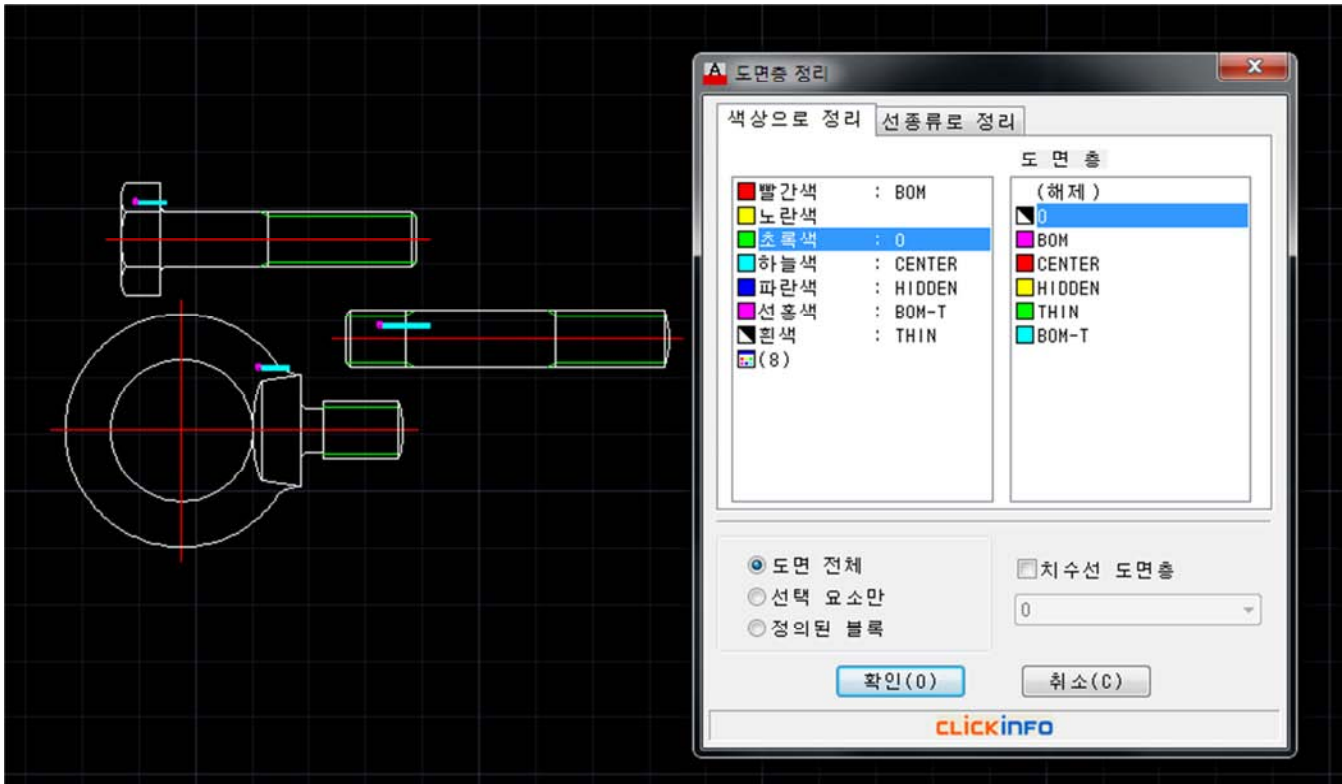 도면층 정리
색상으로 정리 선종류로 정리
도 면 층
빨간색 : BOM
노란색
초록색 : 0
하늘색 : CENTER
파란색 : HIDDEN
선홍색 : BOM-T
흰색 : THIN
(8)
(해제)
0
BOM
CENTER
HIDDEN
THIN
BOM-T
도면 전체
선택 요소만
정의된 블록
치수선 도면층
0
확인(O) 취소(C)
CLiCKiNFO